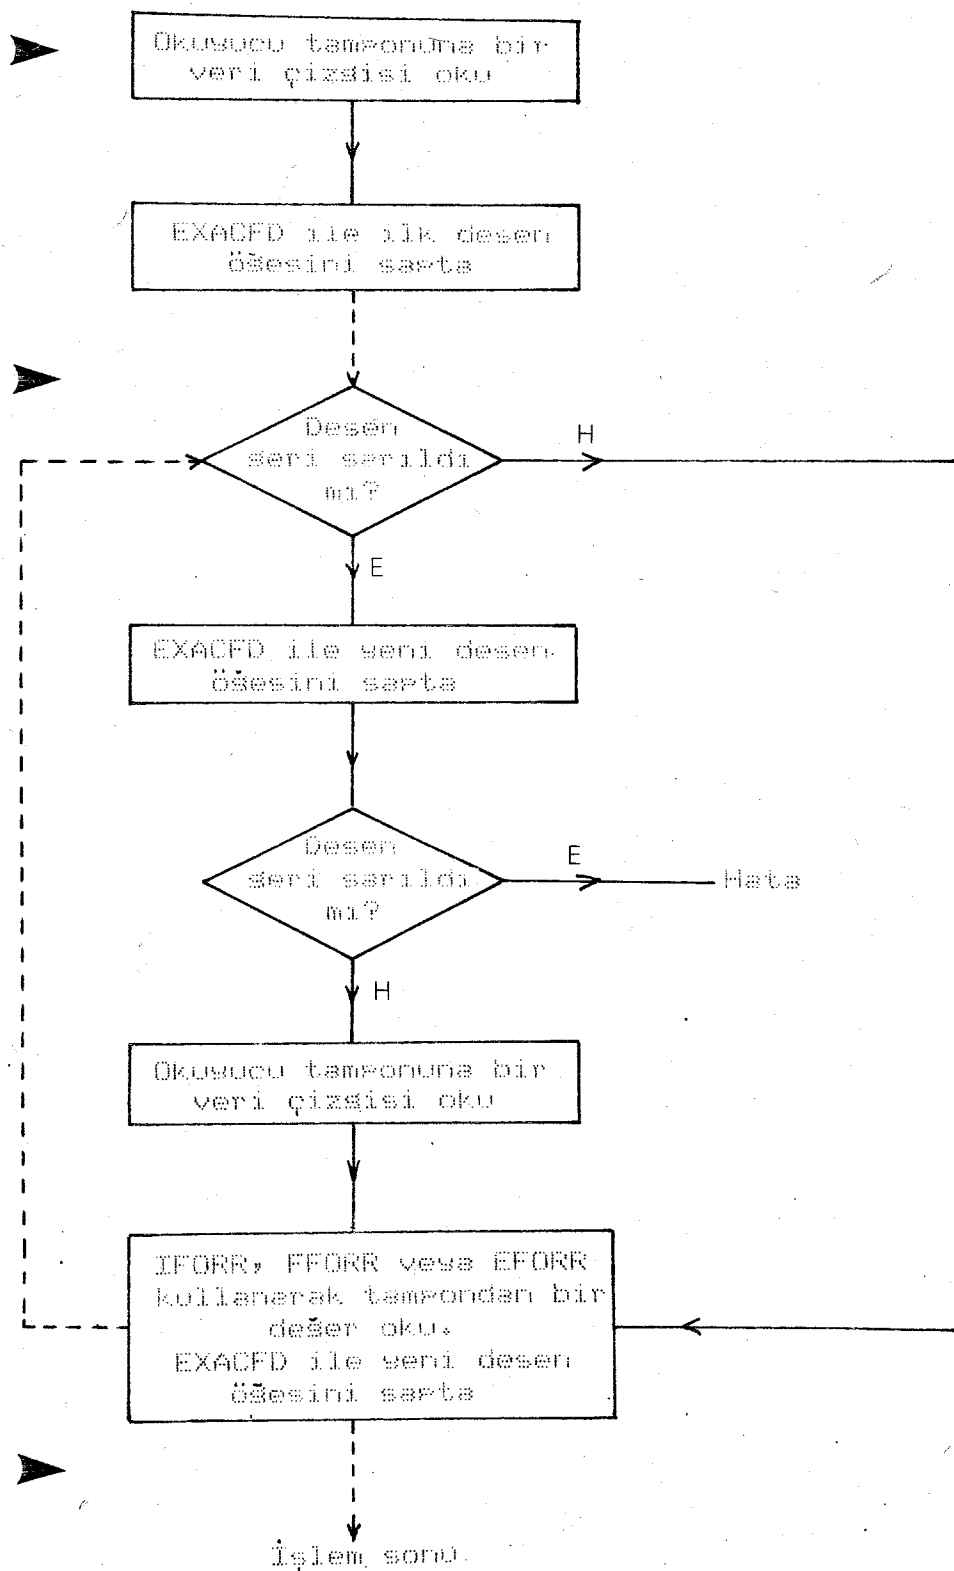 Okuyucu tamponuna bir
veri çizgisi oku
EXACFD ile ilk desen
öğesini sapta
Desen
geri sarıldı
mı?
H
E
EXACFD ile yeni desen
öğesini sapta
Desen
geri sarıldı
mı?
E
Hata
H
Okuyucu tamponuna bir
veri çizgisi oku
IFORR, FFORR veya EFORR
kullanarak tampondan bir
değer oku.
EXACFD ile yeni desen
öğesini sapta
İşlem sonu